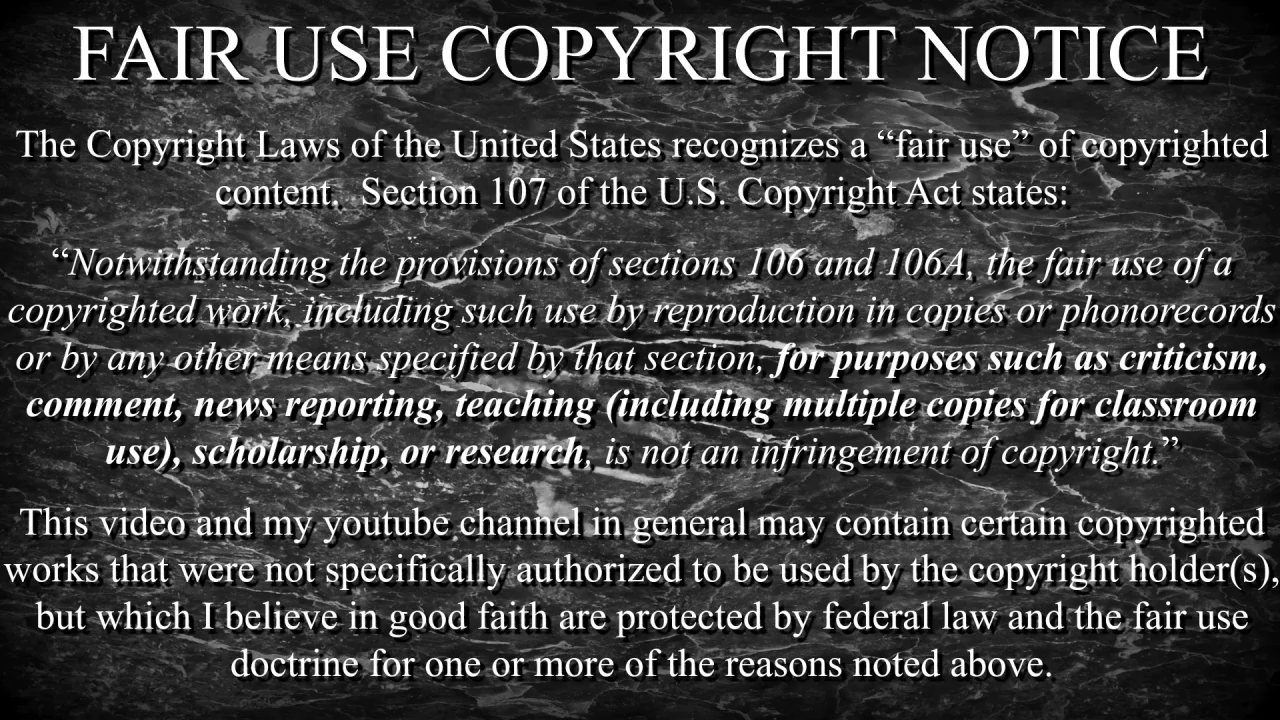 FAIR USE COPYRIGHT NOTICE
The Copyright Laws of the United States recognizes a “fair use” of copyrighted
content.  Section 107 of the U.S. Copyright Act states:
“Notwithstanding the provisions of sections 106 and 106A, the fair use of a
copyrighted work, including such use by reproduction in copies or phonorecords
or by any other means specified by that section, for purposes such as criticism,
comment, news reporting, teaching (including multiple copies for classroom
use), scholarship, or research, is not an infringement of copyright.”
This video and my youtube channel in general may contain certain copyrighted
works that were not specifically authorized to be used by the copyright holder(s),
but which I believe in good faith are protected by federal law and the fair use
doctrine for one or more of the reasons noted above.